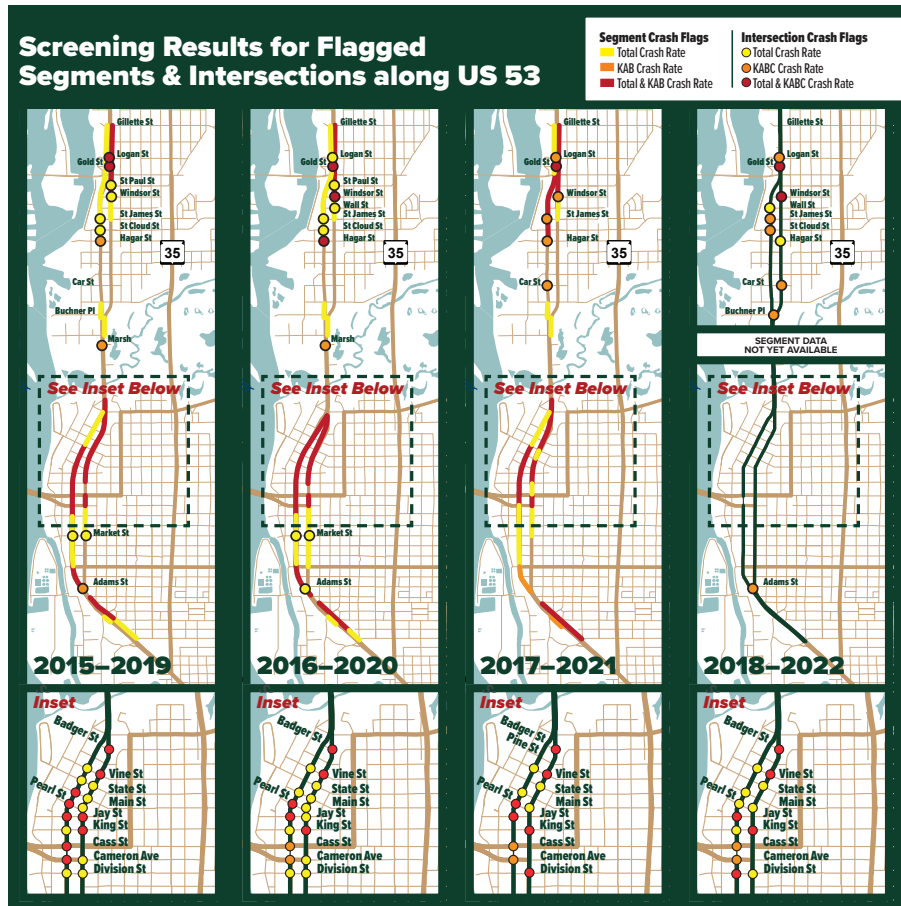 Screening Results for Flagged
Segments & Intersections along US 53
Segment Crash Flags
Total Crash Rate
KAB Crash Rate
Total & KAB Crash Rate
Intersection Crash Flags
Total Crash Rate
KABC Crash Rate
Total & KABC Crash Rate
Gillette St
Logan St
Gold St
St Paul St
Windsor St
St James St
St Cloud St
Hagar St
35
Car St
Buchner Pl
Marsh
See Inset Below
Market St
Adams St
2015–2019
Gillette St
Logan St
Gold St
St Paul St
Windsor St
Wall St
St James St
St Cloud St
Hagar St
35
Marsh
See Inset Below
Market St
Adams St
2016–2020
Gillette St
Windsor St
St James St
Hagar St
35
Car St
See Inset Below
2017–2021
Gillette St
Logan St
Gold St
Windsor St
Wall St
St James St
St Cloud St
Hagar St
35
Car St
Buchner Pl
SEGMENT DATA
NOT YET AVAILABLE
See Inset Below
Adams St
2018–2022
Inset
Badger St
Vine St
State St
Pearl St
Main St
Jay St
King St
Cass St
Cameron Ave
Division St
Inset
Badger St
Vine St
State St
Pearl St
Main St
Jay St
King St
Cass St
Cameron Ave
Division St
Inset
Badger St
Pine St
Vine St
State St
Pearl St
Main St
Jay St
King St
Cass St
Cameron Ave
Division St
Inset
Badger St
Vine St
State St
Pearl St
Main St
Jay St
King St
Cass St
Cameron Ave
Division St